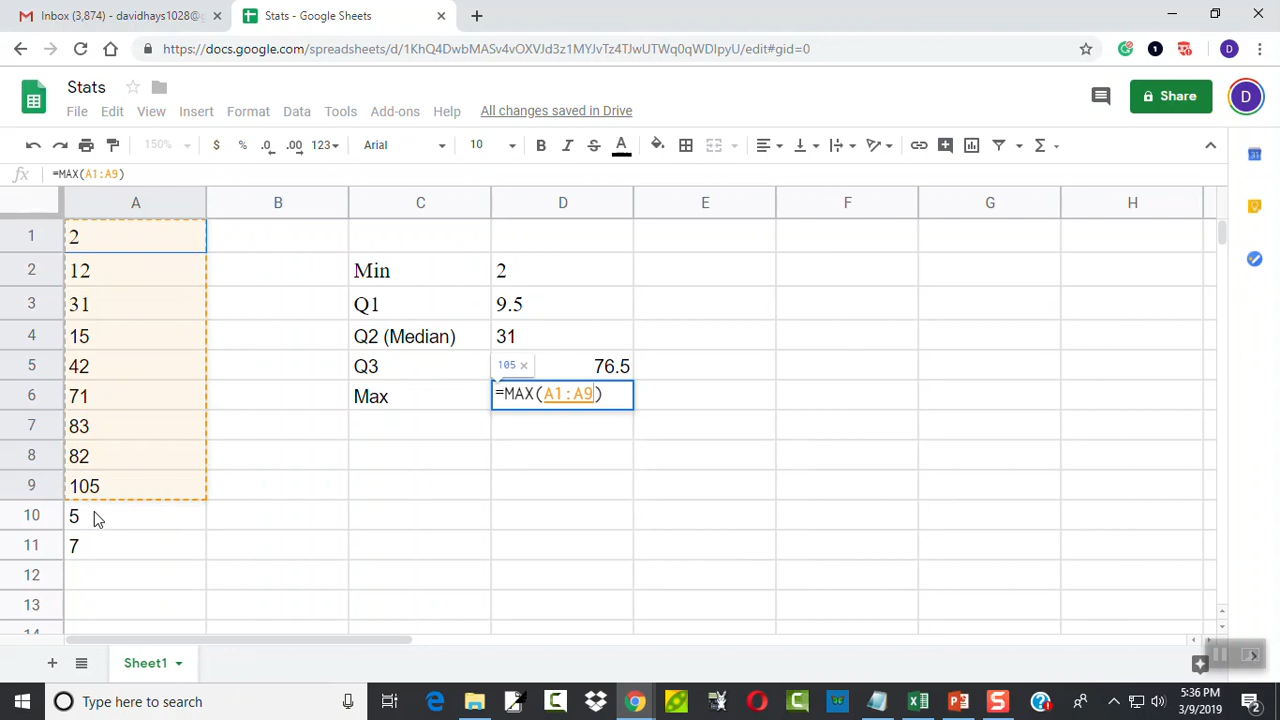 Inbox (3,874) - davidhays1028@
Stats - Google Sheets
https://docs.google.com/spreadsheets/d/1KhQ4DwbMASv4vOXVJd3z1MYJvTz4TJwUTWq0qWDIpyU/edit#gid=0
D
Stats
File Edit View Insert Format Data Tools Add-ons Help All changes saved in Drive
Share
D
150% $ % .0 .00 123 Arial 10 B I S A Σ
fx =MAX(A1:A9)
A B C D E F G H
1 2
2 12 Min 2
3 31 Q1 9.5
4 15 Q2 (Median) 31
5 42 Q3 105 × 76.5
6 71 Max =MAX(A1:A9)
7 83
8 82
9 105
10 5
11 7
12
13
14
Sheet1
Type here to search
5:36 PM
3/9/2019
2